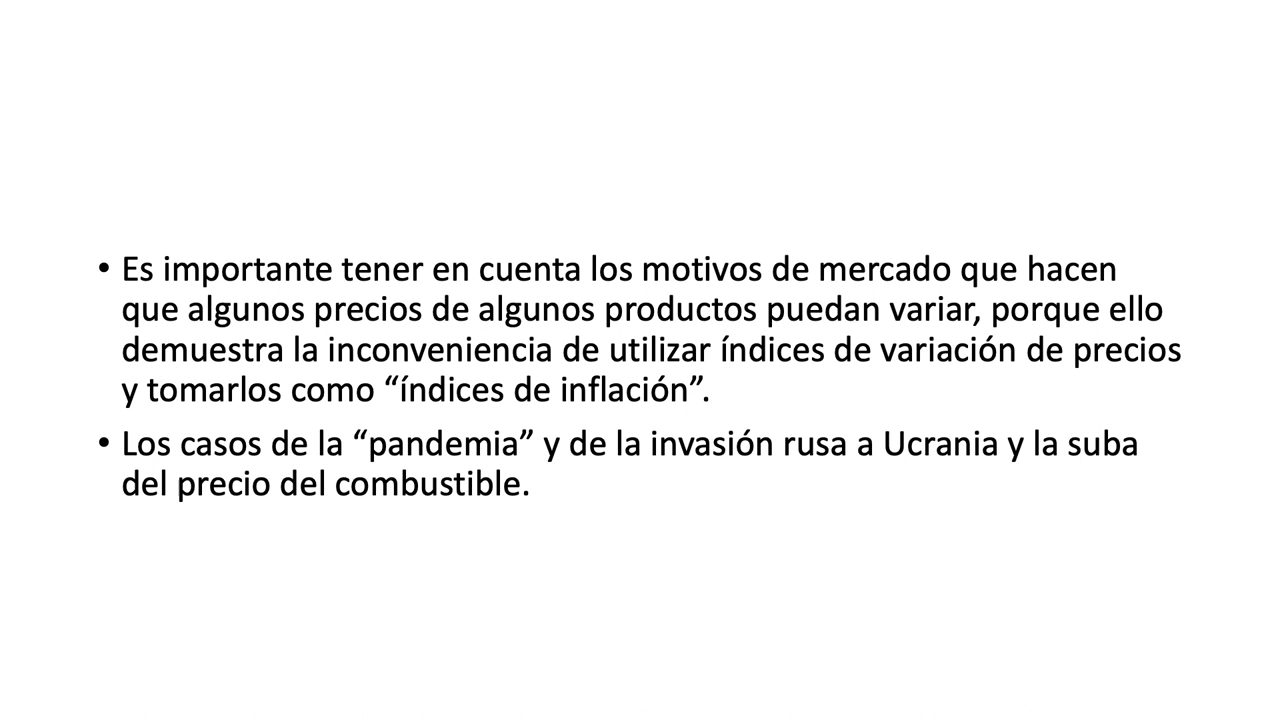 • Es importante tener en cuenta los motivos de mercado que hacen
que algunos precios de algunos productos puedan variar, porque ello
demuestra la inconveniencia de utilizar índices de variación de precios
y tomarlos como “índices de inflación”.
• Los casos de la “pandemia” y de la invasión rusa a Ucrania y la suba
del precio del combustible.